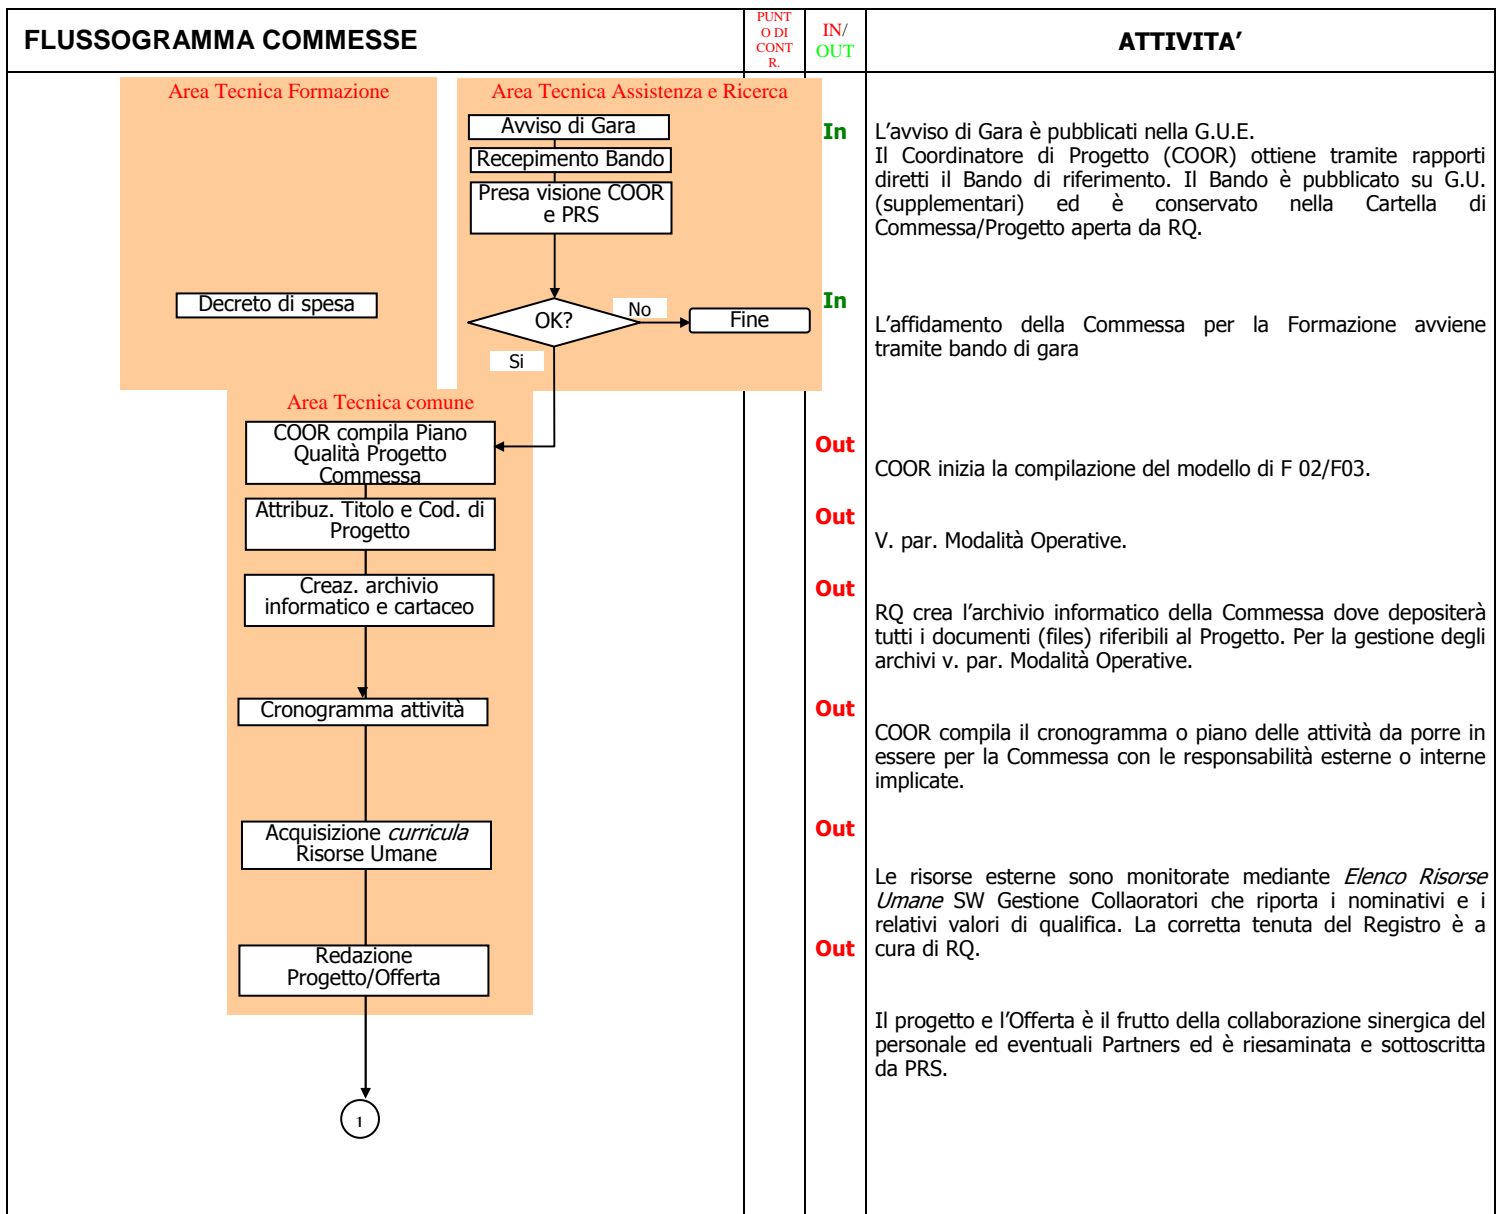 FLUSSOGRAMMA COMMESSE
PUNT
O DI
CONT
R.
IN/
OUT
ATTIVITA’
Area Tecnica Formazione
Area Tecnica Assistenza e Ricerca
Avviso di Gara
Recepimento Bando
Presa visione COOR
e PRS
Decreto di spesa
OK?
No
Fine
Si
Area Tecnica comune
COOR compila Piano
Qualità Progetto
Commessa
Attribuz. Titolo e Cod. di
Progetto
Creaz. archivio
informatico e cartaceo
Cronogramma attività
Acquisizione curricula
Risorse Umane
Redazione
Progetto/Offerta
1
In
In
Out
Out
Out
Out
Out
Out
L’avviso di Gara è pubblicati nella G.U.E.
Il Coordinatore di Progetto (COOR) ottiene tramite rapporti
diretti il Bando di riferimento. Il Bando è pubblicato su G.U.
(supplementari) ed è conservato nella Cartella di
Commessa/Progetto aperta da RQ.
L’affidamento della Commessa per la Formazione avviene
tramite bando di gara
COOR inizia la compilazione del modello di F 02/F03.
V. par. Modalità Operative.
RQ crea l’archivio informatico della Commessa dove depositerà
tutti i documenti (files) riferibili al Progetto. Per la gestione degli
archivi v. par. Modalità Operative.
COOR compila il cronogramma o piano delle attività da porre in
essere per la Commessa con le responsabilità esterne o interne
implicate.
Le risorse esterne sono monitorate mediante Elenco Risorse
Umane SW Gestione Collaoratori che riporta i nominativi e i
relativi valori di qualifica. La corretta tenuta del Registro è a
cura di RQ.
Il progetto e l’Offerta è il frutto della collaborazione sinergica del
personale ed eventuali Partners ed è riesaminata e sottoscritta
da PRS.